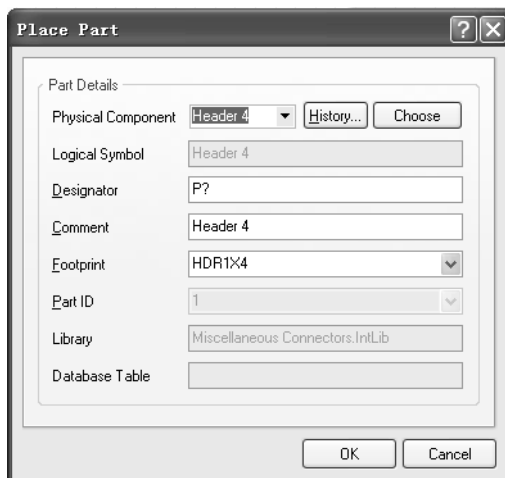 Place Part
Part Details
Physical Component Header 4 History... Choose
Logical Symbol Header 4
Designator P?
Comment Header 4
Footprint HDR1X4
Part ID 1
Library Miscellaneous Connectors.IntLib
Database Table
OK Cancel